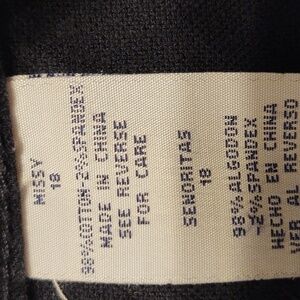 MISSY
18
98%COTTON-2%SPANDEX
MADE IN CHINA
SEE REVERSE
FOR CARE
SEÑORITAS
18
98%ALGODON
-2%SPANDEX
HECHO EN CHINA
VER AL REVERSO